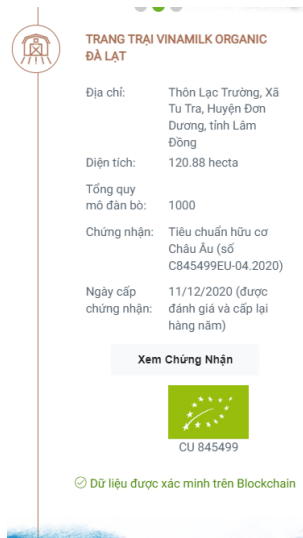 TRANG TRẠI VINAMILK ORGANIC
ĐÀ LẠT
Địa chỉ: Thôn Lạc Trường, Xã
Tu Tra, Huyện Đơn
Dương, tỉnh Lâm
Đồng
Diện tích: 120.88 hecta
Tổng quy
mô đàn bò: 1000
Chứng nhận: Tiêu chuẩn hữu cơ
Châu Âu (số
C845499EU-04.2020)
Ngày cấp 11/12/2020 (được
chứng nhận: đánh giá và cấp lại
hàng năm)
Xem Chứng Nhận
CU 845499
Dữ liệu được xác minh trên Blockchain